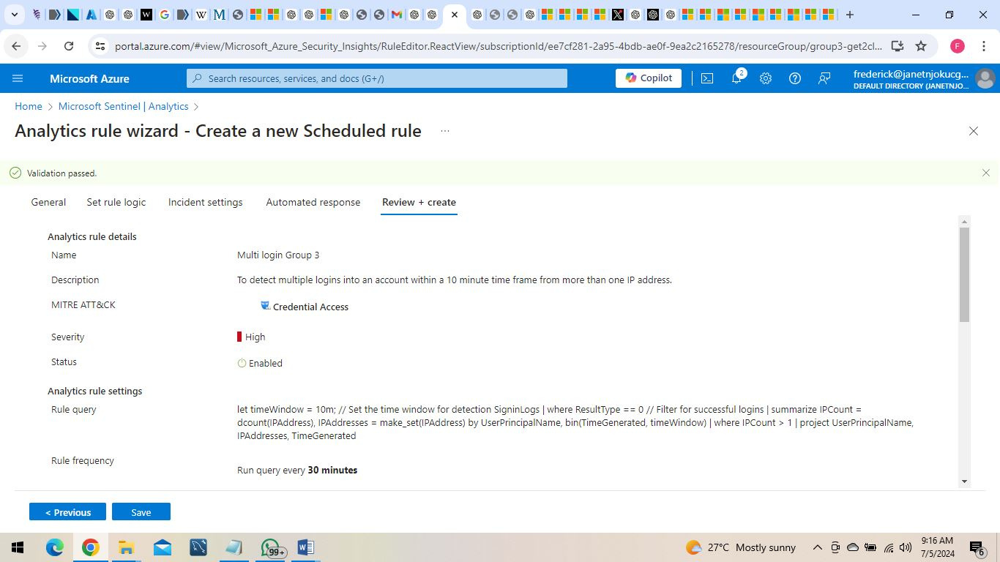 portal.azure.com/#view/Microsoft_Azure_Security_Insights/RuleEditor.ReactView/subscriptionId/ee7cf281-2a95-4bdb-ae0f-9ea2c2165278/resourceGroup/group3-get2cl...
F
Microsoft Azure
Search resources, services, and docs (G+/)
Copilot
2
frederick@janetnjokucg...
DEFAULT DIRECTORY (JANETNJO...
Home > Microsoft Sentinel | Analytics >
Analytics rule wizard - Create a new Scheduled rule ...
Validation passed.
General Set rule logic Incident settings Automated response Review + create
Analytics rule details
Name Multi login Group 3
Description To detect multiple logins into an account within a 10 minute time frame from more than one IP address.
MITRE ATT&CK Credential Access
Severity High
Status Enabled
Analytics rule settings
Rule query let timeWindow = 10m; // Set the time window for detection SigninLogs | where ResultType == 0 // Filter for successful logins | summarize IPCount =
dcount(IPAddress), IPAddresses = make_set(IPAddress) by UserPrincipalName, bin(TimeGenerated, timeWindow) | where IPCount > 1 | project UserPrincipalName,
IPAddresses, TimeGenerated
Rule frequency
Run query every 30 minutes
< Previous Save
99+
27°C Mostly sunny
9:16 AM
7/5/2024
6